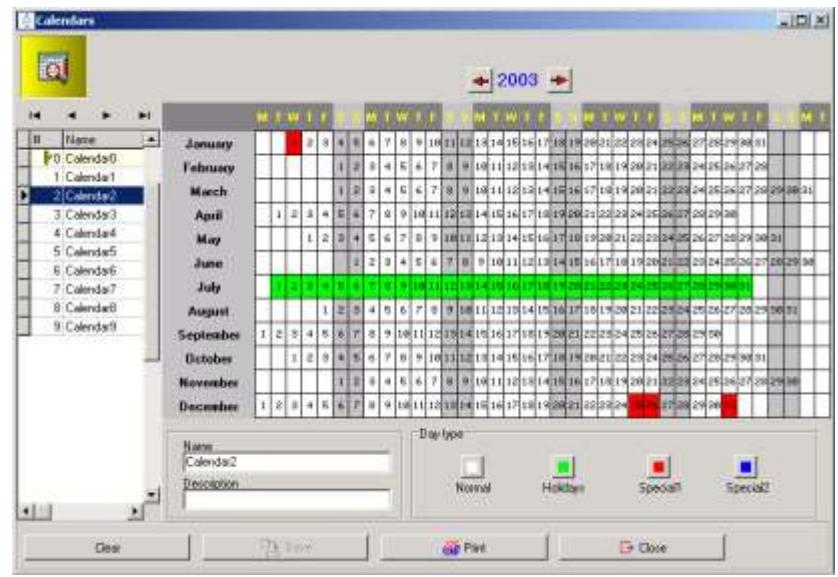 Calendars
2003
M T W T F S S M T W T F S S M T W T F S S M T W T F S S M T W T F S S M T
Name
0 Calendar0
1 Calendar1
2 Calendar2
3 Calendar3
4 Calendar4
5 Calendar5
6 Calendar6
7 Calendar7
8 Calendar8
9 Calendar9
January 1 2 3 4 5 6 7 8 9 10 11 12 13 14 15 16 17 18 19 20 21 22 23 24 25 26 27 28 29 30 31
February 1 2 3 4 5 6 7 8 9 10 11 12 13 14 15 16 17 18 19 20 21 22 23 24 25 26 27 28
March 1 2 3 4 5 6 7 8 9 10 11 12 13 14 15 16 17 18 19 20 21 22 23 24 25 26 27 28 29 30 31
April 1 2 3 4 5 6 7 8 9 10 11 12 13 14 15 16 17 18 19 20 21 22 23 24 25 26 27 28 29 30
May 1 2 3 4 5 6 7 8 9 10 11 12 13 14 15 16 17 18 19 20 21 22 23 24 25 26 27 28 29 30 31
June 1 2 3 4 5 6 7 8 9 10 11 12 13 14 15 16 17 18 19 20 21 22 23 24 25 26 27 28 29 30
July 1 2 3 4 5 6 7 8 9 10 11 12 13 14 15 16 17 18 19 20 21 22 23 24 25 26 27 28 29 30 31
August 1 2 3 4 5 6 7 8 9 10 11 12 13 14 15 16 17 18 19 20 21 22 23 24 25 26 27 28 29 30 31
September 1 2 3 4 5 6 7 8 9 10 11 12 13 14 15 16 17 18 19 20 21 22 23 24 25 26 27 28 29 30
October 1 2 3 4 5 6 7 8 9 10 11 12 13 14 15 16 17 18 19 20 21 22 23 24 25 26 27 28 29 30 31
November 1 2 3 4 5 6 7 8 9 10 11 12 13 14 15 16 17 18 19 20 21 22 23 24 25 26 27 28 29 30
December 1 2 3 4 5 6 7 8 9 10 11 12 13 14 15 16 17 18 19 20 21 22 23 24 25 26 27 28 29 30 31
Name
Calendar2
Description
Day type
Normal Holidays Special1 Special2
Clear Save Print Close